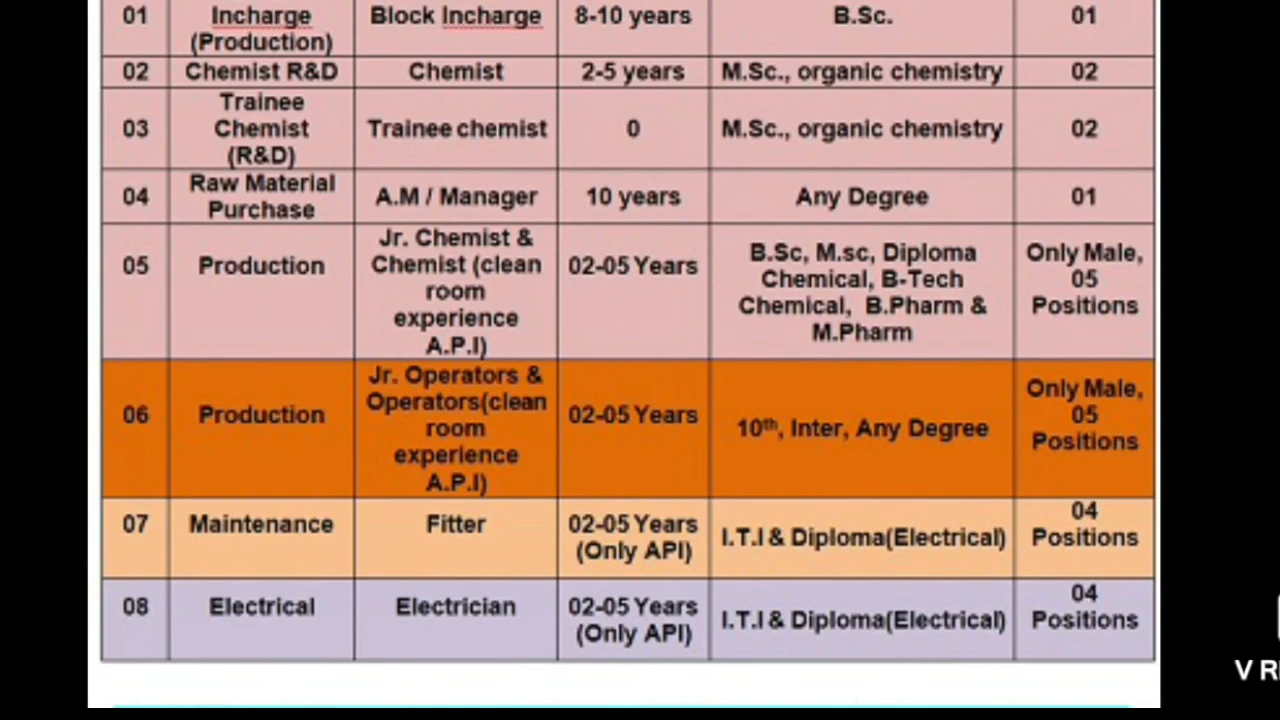 01 Incharge (Production) Block Incharge 8-10 years B.Sc. 01
02 Chemist R&D Chemist 2-5 years M.Sc., organic chemistry 02
03 Trainee Chemist (R&D) Trainee chemist 0 M.Sc., organic chemistry 02
04 Raw Material Purchase A.M / Manager 10 years Any Degree 01
05 Production Jr. Chemist & Chemist (clean room experience A.P.I) 02-05 Years B.Sc, M.sc, Diploma Chemical, B-Tech Chemical, B.Pharm & M.Pharm Only Male, 05 Positions
06 Production Jr. Operators & Operators(clean room experience A.P.I) 02-05 Years 10th, Inter, Any Degree Only Male, 05 Positions
07 Maintenance Fitter 02-05 Years (Only API) I.T.I & Diploma(Electrical) 04 Positions
08 Electrical Electrician 02-05 Years (Only API) I.T.I & Diploma(Electrical) 04 Positions
V